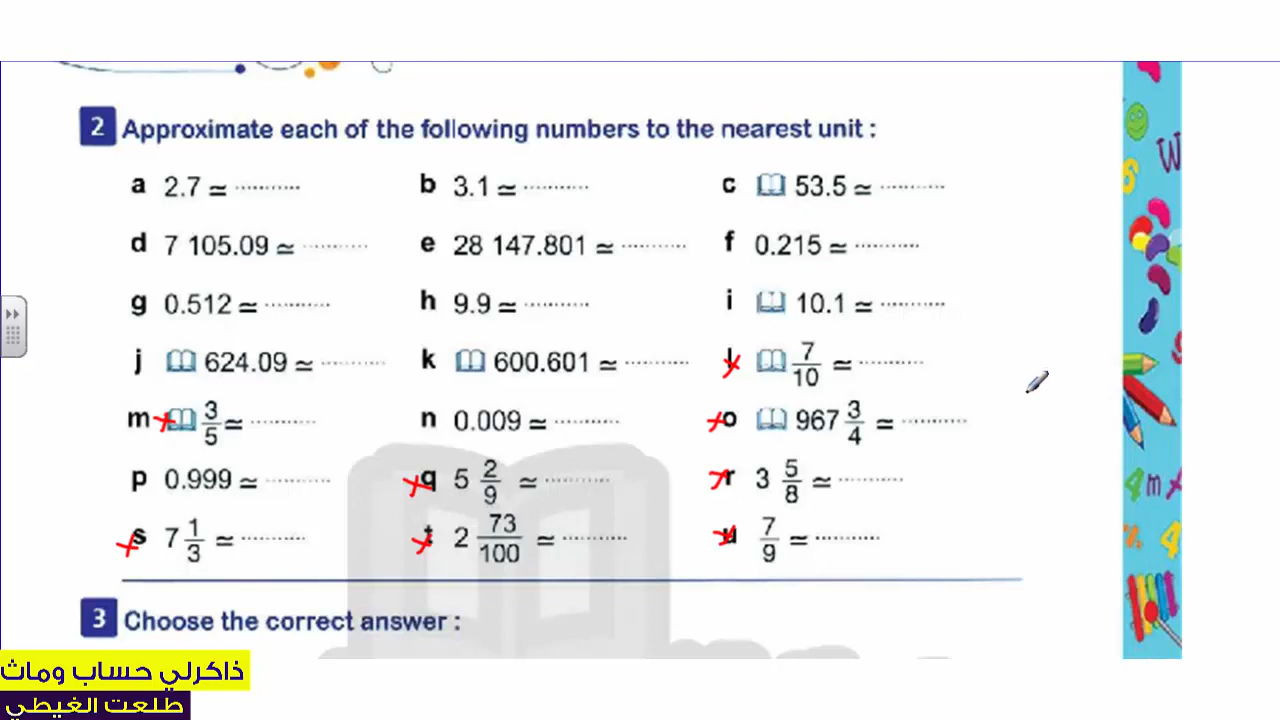 2 Approximate each of the following numbers to the nearest unit :
a 2.7 ≃ ............ b 3.1 ≃ ............ c 53.5 ≃ ............
d 7 105.09 ≃ ............ e 28 147.801 ≃ ............ f 0.215 ≃ ............
g 0.512 ≃ ............ h 9.9 ≃ ............ i 10.1 ≃ ............
j 624.09 ≃ ............ k 600.601 ≃ ............ l 7/10 ≃ ............
m 3/5 ≃ ............ n 0.009 ≃ ............ o 967 3/4 ≃ ............
p 0.999 ≃ ............ q 5 2/9 ≃ ............ r 3 5/8 ≃ ............
s 7 1/3 ≃ ............ t 2 73/100 ≃ ............ u 7/9 ≃ ............
3 Choose the correct answer :
ذاكرلي حساب وماث
طلعت الغيطي